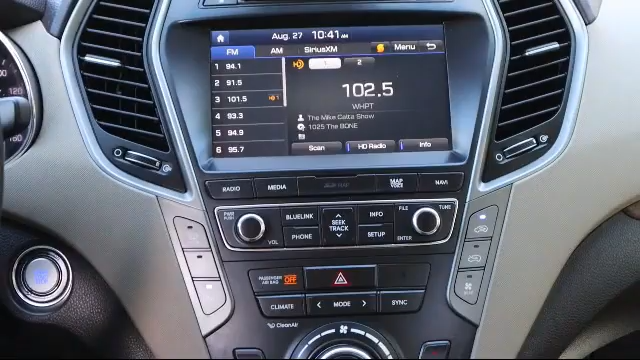 Aug. 27 10:41 AM
FM AM SiriusXM Menu
1 94.1
2 91.5
3 101.5 HD 1
4 93.3
5 94.9
6 95.7
HD 1 2
102.5
WHPT
The Mike Calta Show
1025 The BONE
Scan HD Radio Info
RADIO MEDIA MAP VOICE NAVI
PWR PUSH VOL
BLUELINK
PHONE
SEEK TRACK
INFO
SETUP
FILE TUNE
ENTER
PASSENGER AIR BAG OFF
CLIMATE MODE SYNC
CleanAir